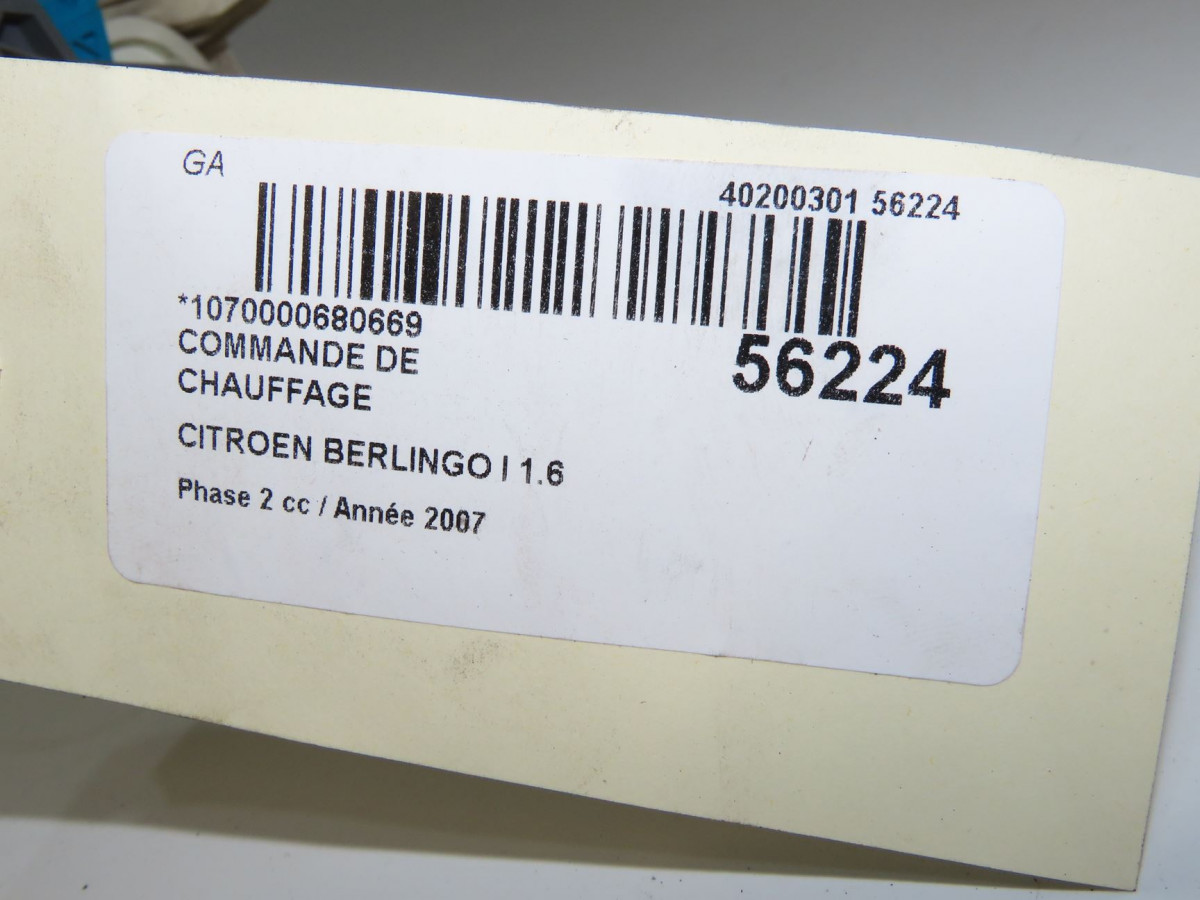 GA
40200301 56224
*1070000680669
COMMANDE DE
CHAUFFAGE
56224
CITROEN BERLINGO I 1.6
Phase 2 cc / Année 2007